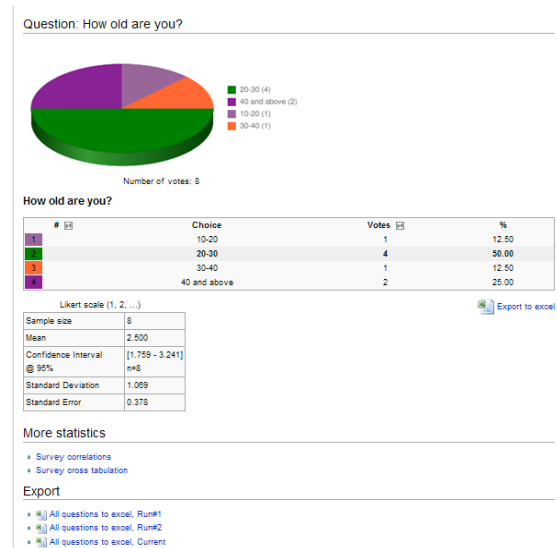 Question: How old are you?
20-30 (4)
40 and above (2)
10-20 (1)
30-40 (1)
Number of votes: 8
How old are you?
# Choice Votes %
1 10-20 1 12.50
2 20-30 4 50.00
3 30-40 1 12.50
4 40 and above 2 25.00
Likert scale (1, 2, ...)
Export to excel
Sample size 8
Mean 2.500
Confidence Interval [1.759 - 3.241]
@ 95% n=8
Standard Deviation 1.069
Standard Error 0.378
More statistics
Survey correlations
Survey cross tabulation
Export
All questions to excel, Run#1
All questions to excel, Run#2
All questions to excel, Current